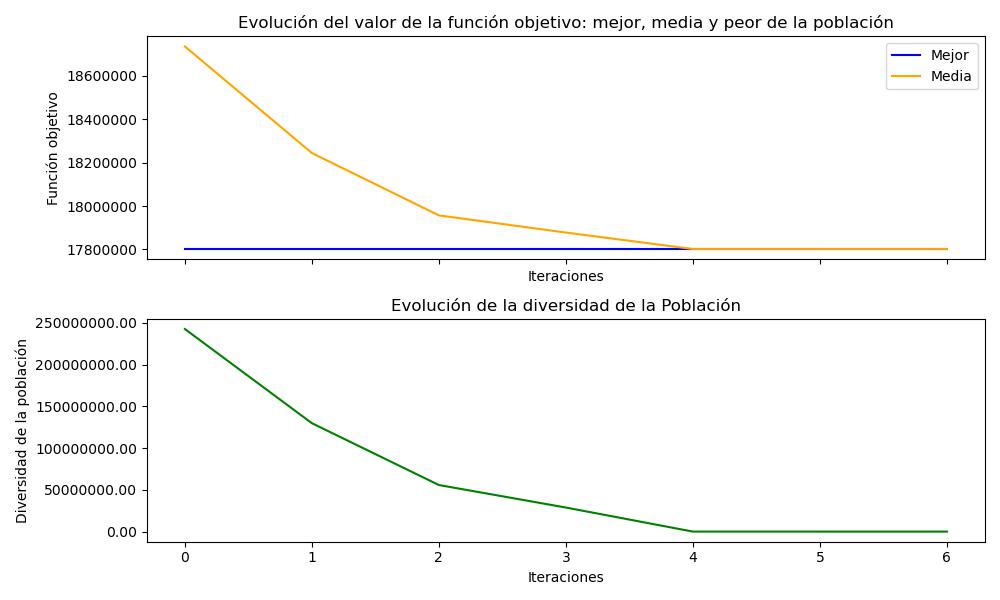 Evolución del valor de la función objetivo: mejor, media y peor de la población
Mejor
Media
Función objetivo
18600000
18400000
18200000
18000000
17800000
Iteraciones
Evolución de la diversidad de la Población
Diversidad de la población
250000000.00
200000000.00
150000000.00
100000000.00
50000000.00
0.00
0 1 2 3 4 5 6
Iteraciones